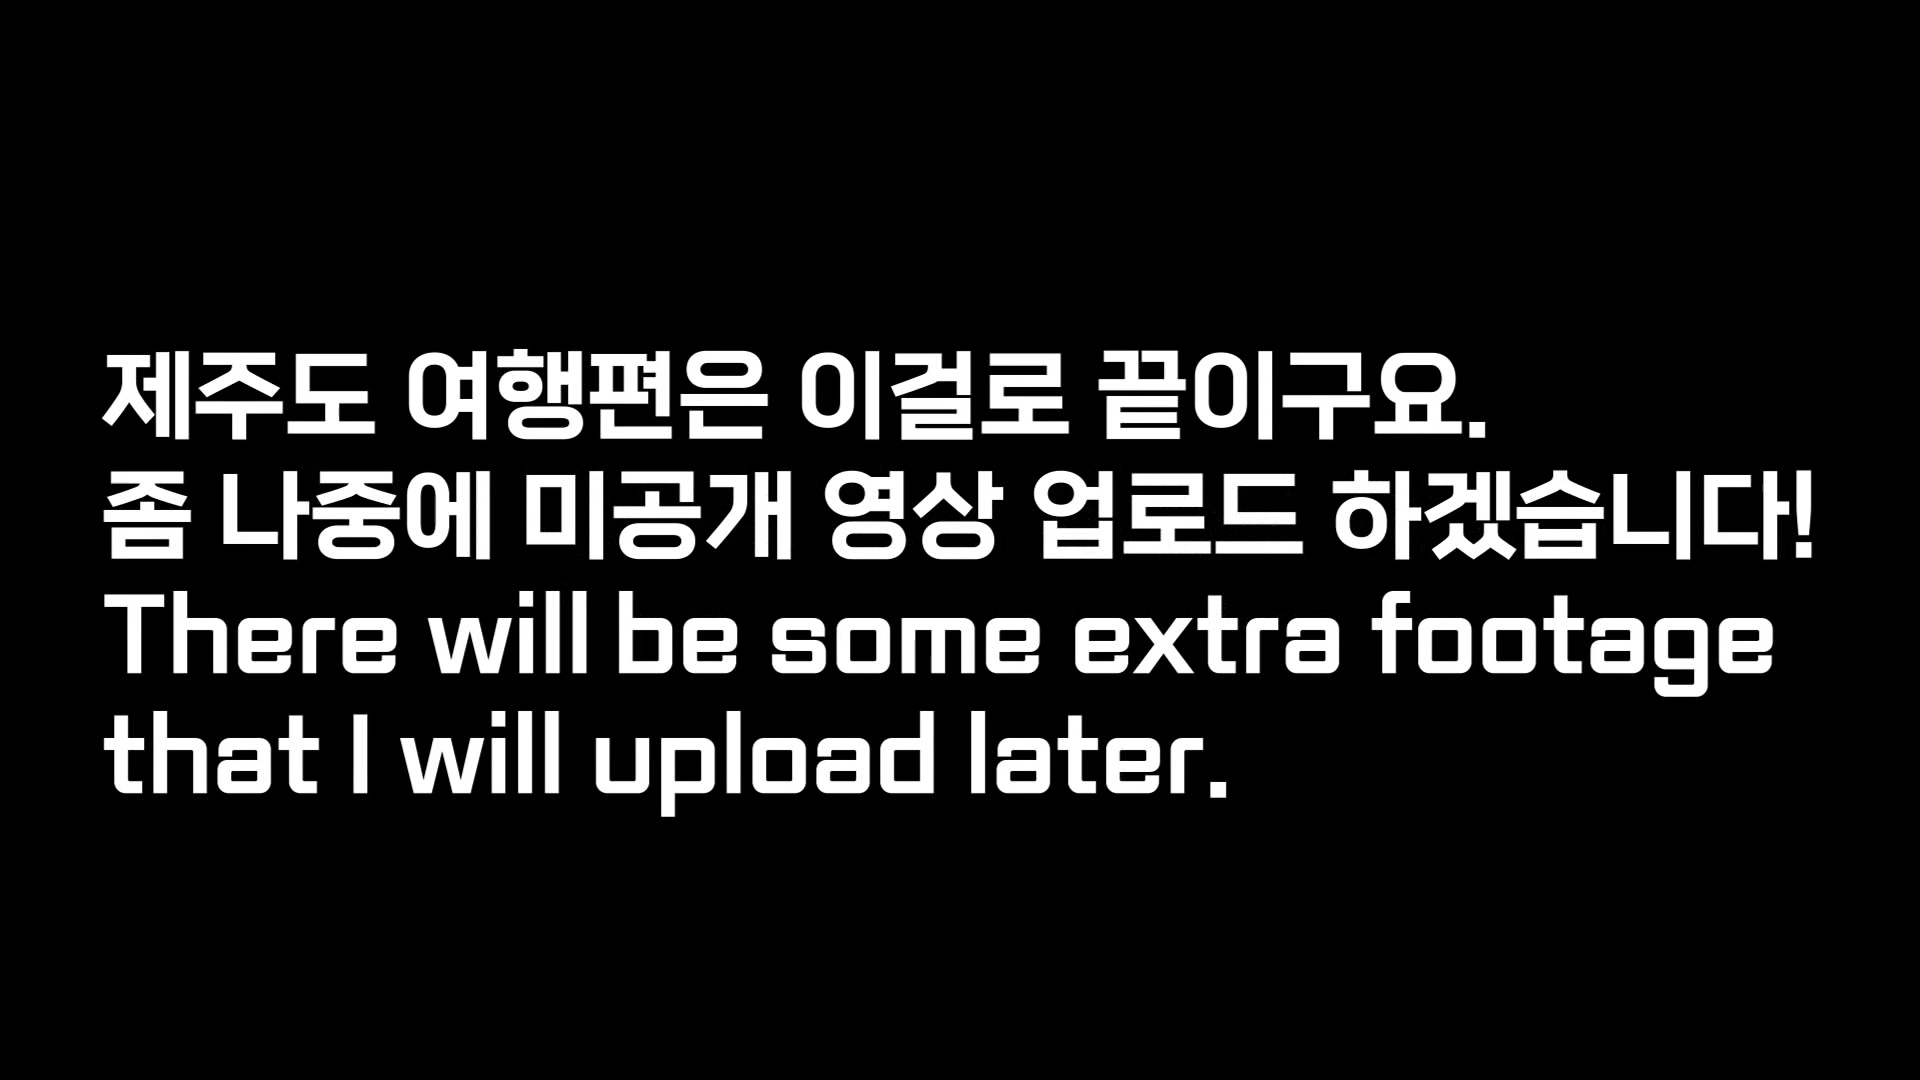 제주도 여행편은 이걸로 끝이구요.
좀 나중에 미공개 영상 업로드 하겠습니다!
There will be some extra footage
that I will upload later.